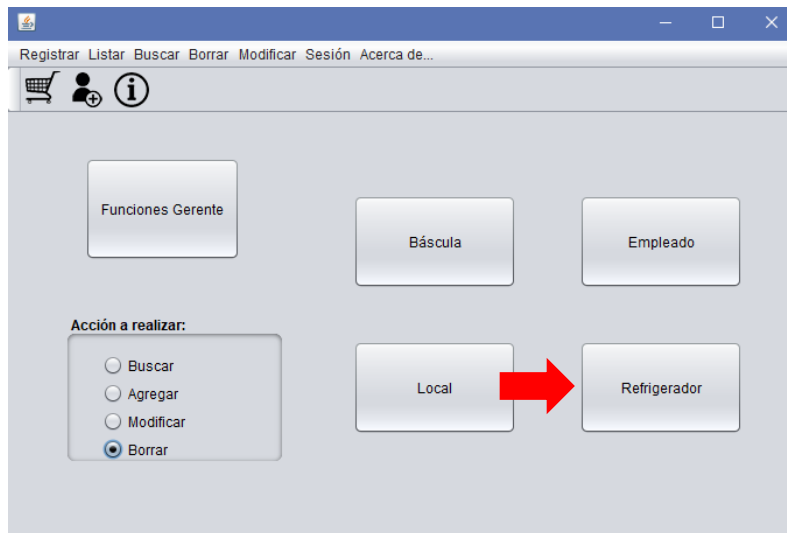 Registrar Listar Buscar Borrar Modificar Sesión Acerca de...
Funciones Gerente
Báscula
Empleado
Acción a realizar:
Buscar
Agregar
Modificar
Borrar
Local
Refrigerador